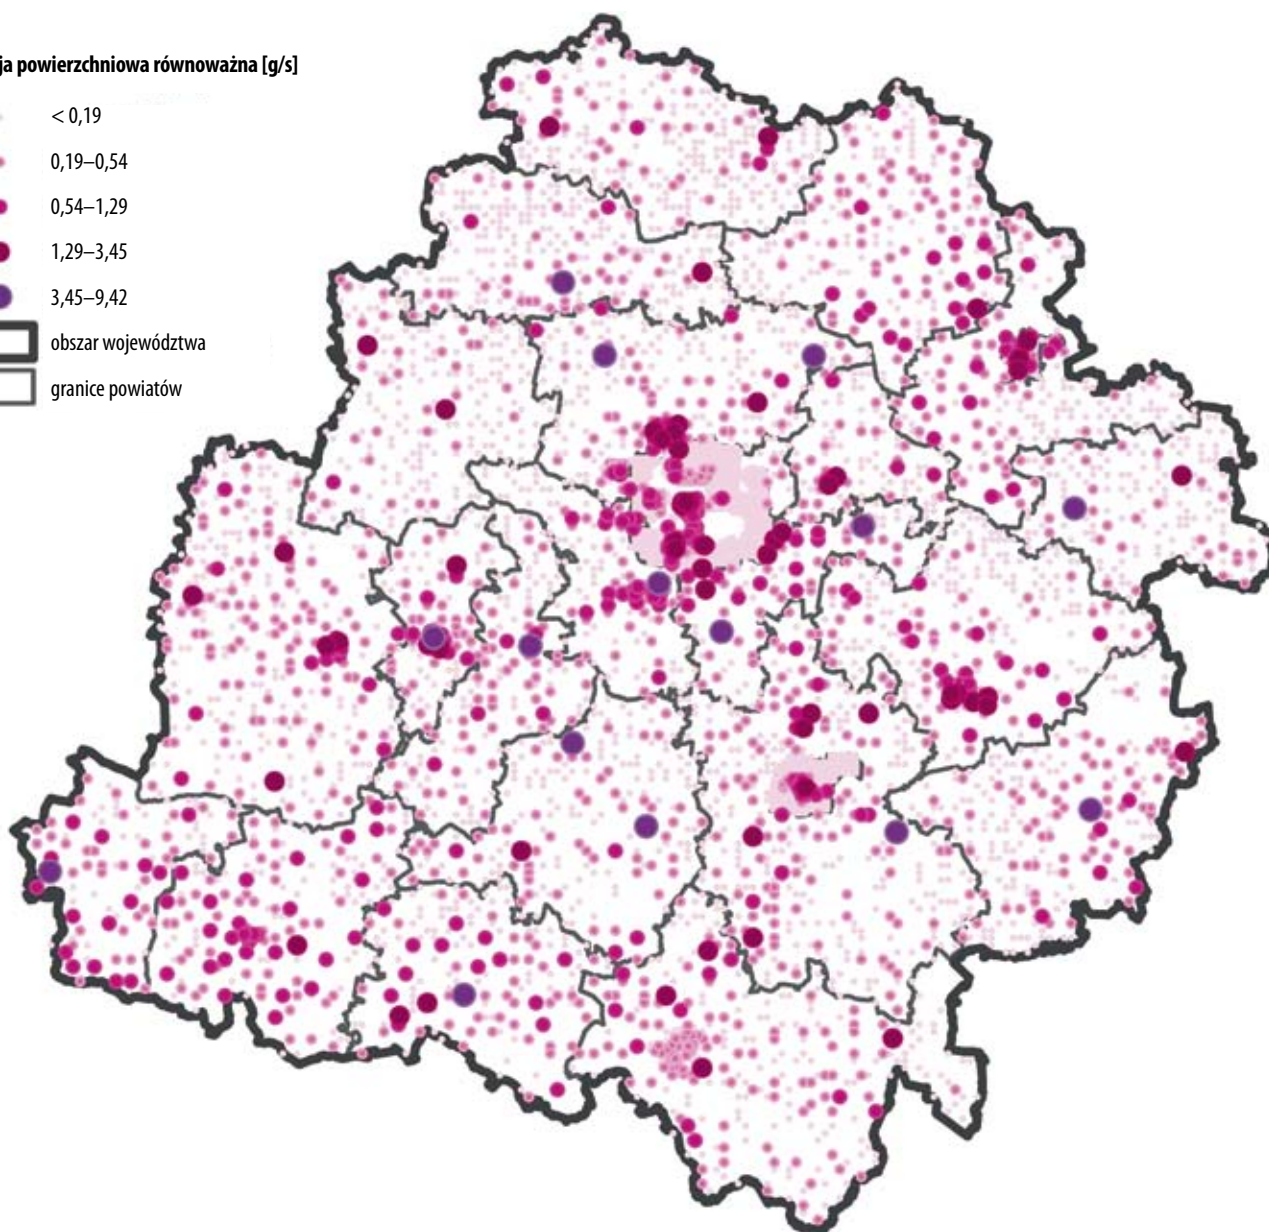 ja powierzchniowa równoważna [g/s]
< 0,19
0,19–0,54
0,54–1,29
1,29–3,45
3,45–9,42
obszar województwa
granice powiatów